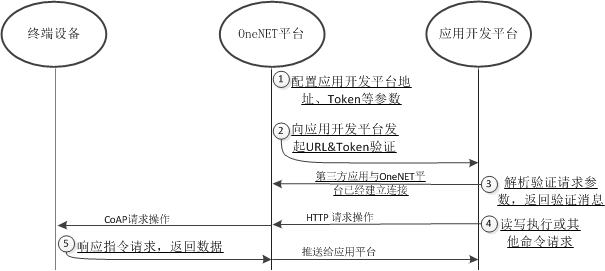 终端设备
OneNET平台
应用开发平台
① 配置应用开发平台地
址、Token等参数
② 向应用开发平台发
起URL&Token验证
第三方应用与OneNET平
台已经建立连接
③ 解析验证请求参
数，返回验证消息
CoAP请求操作
HTTP 请求操作
④ 读写执行或其
他命令请求
⑤ 响应指令请求，返回数据
推送给应用平台